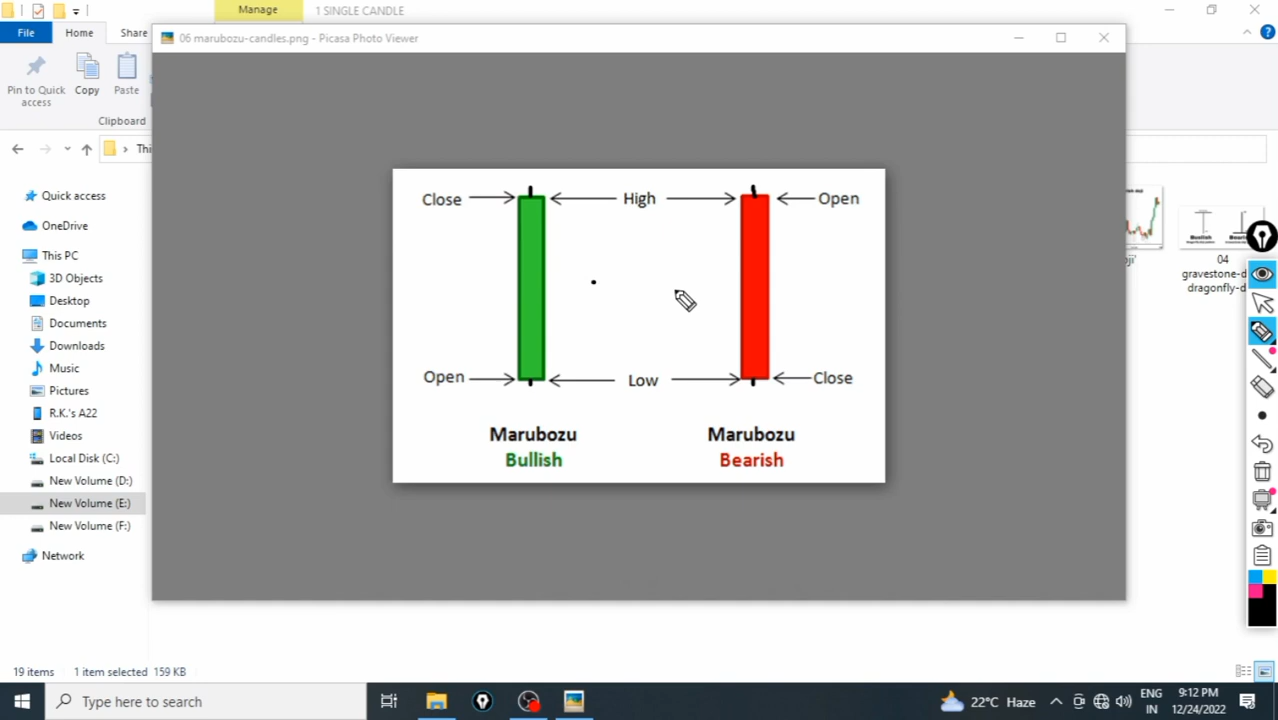 Manage
1 SINGLE CANDLE
File
Home
Share
06 marubozu-candles.png - Picasa Photo Viewer
Pin to Quick
access
Copy
Paste
Clipboard
Quick access
OneDrive
This PC
3D Objects
Desktop
Documents
Downloads
Music
Pictures
R.K.'s A22
Videos
Local Disk (C:)
New Volume (D:)
New Volume (E:)
New Volume (F:)
Network
Close
High
Open
Open
Low
Close
Marubozu
Bullish
Marubozu
Bearish
04
gravestone-d
dragonfly-d
19 items
1 item selected
159 KB
Type here to search
22°C
Haze
ENG
IN
9:12 PM
12/24/2022